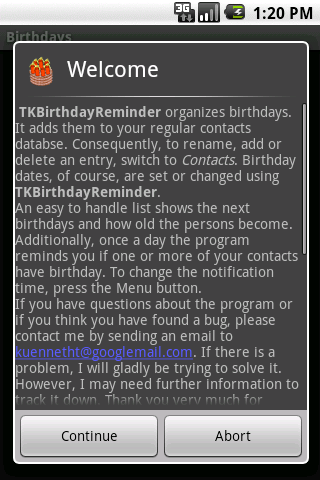 3G
1:20 PM
Birthdays
Welcome
TKBirthdayReminder organizes birthdays.
It adds them to your regular contacts
databse. Consequently, to rename, add or
delete an entry, switch to Contacts. Birthday
dates, of course, are set or changed using
TKBirthdayReminder.
An easy to handle list shows the next
birthdays and how old the persons become.
Additionally, once a day the program
reminds you if one or more of your contacts
have birthday. To change the notification
time, press the Menu button.
If you have questions about the program or
if you think you have found a bug, please
contact me by sending an email to
kuennetht@googlemail.com. If there is a
problem, I will gladly be trying to solve it.
However, I may need further information to
track it down. Thank you very much for
Continue
Abort